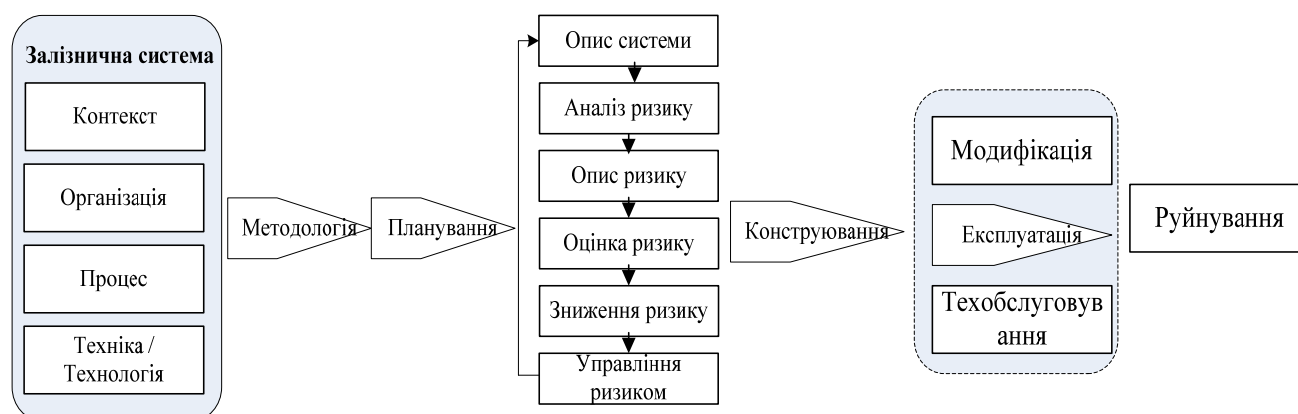 Залізнична система
Контекст
Організація
Процес
Техніка /
Технологія
Методологія
Планування
Опис системи
Аналіз ризику
Опис ризику
Оцінка ризику
Зниження ризику
Управління
ризиком
Конструювання
Модифікація
Експлуатація
Техобслуговув
ання
Руйнування